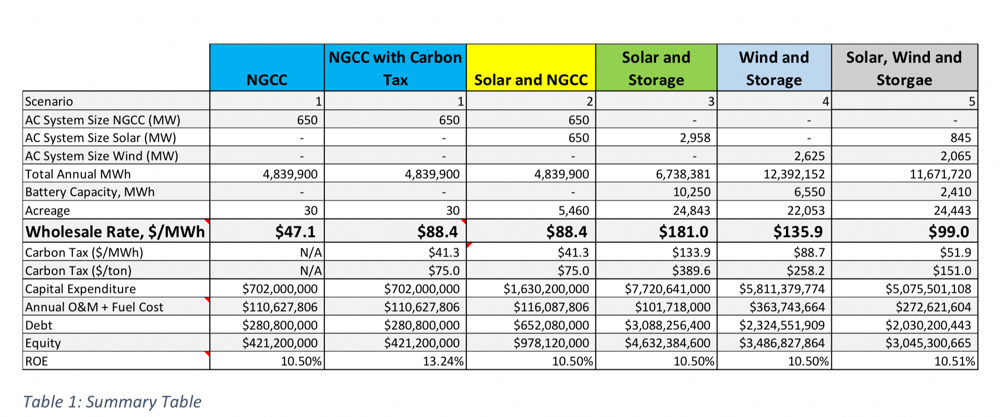 NGCC NGCC with Carbon Tax Solar and NGCC Solar and Storage Wind and Storage Solar, Wind and Storgae
Scenario 1 1 2 3 4 5
AC System Size NGCC (MW) 650 650 650 - - -
AC System Size Solar (MW) - - 650 2,958 - 845
AC System Size Wind (MW) - - - - 2,625 2,065
Total Annual MWh 4,839,900 4,839,900 4,839,900 6,738,381 12,392,152 11,671,720
Battery Capacity, MWh - - - 10,250 6,550 2,410
Acreage 30 30 5,460 24,843 22,053 24,443
Wholesale Rate, $/MWh $47.1 $88.4 $88.4 $181.0 $135.9 $99.0
Carbon Tax ($/MWh) N/A $41.3 $41.3 $133.9 $88.7 $51.9
Carbon Tax ($/ton) N/A $75.0 $75.0 $389.6 $258.2 $151.0
Capital Expenditure $702,000,000 $702,000,000 $1,630,200,000 $7,720,641,000 $5,811,379,774 $5,075,501,108
Annual O&M + Fuel Cost $110,627,806 $110,627,806 $116,087,806 $101,718,000 $363,743,664 $272,621,604
Debt $280,800,000 $280,800,000 $652,080,000 $3,088,256,400 $2,324,551,909 $2,030,200,443
Equity $421,200,000 $421,200,000 $978,120,000 $4,632,384,600 $3,486,827,864 $3,045,300,665
ROE 10.50% 13.24% 10.50% 10.50% 10.50% 10.51%
Table 1: Summary Table